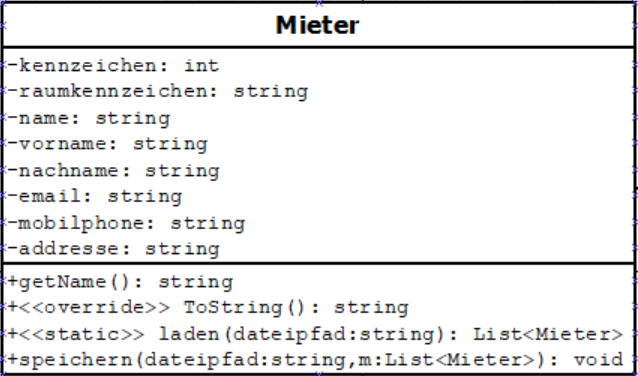 Mieter
-kennzeichen: int
-raumkennzeichen: string
-name: string
-vorname: string
-nachname: string
-email: string
-mobilphone: string
-addresse: string
+getName(): string
+<<override>> ToString(): string
+<<static>> laden(dateipfad:string): List<Mieter>
+speichern(dateipfad:string,m:List<Mieter>): void